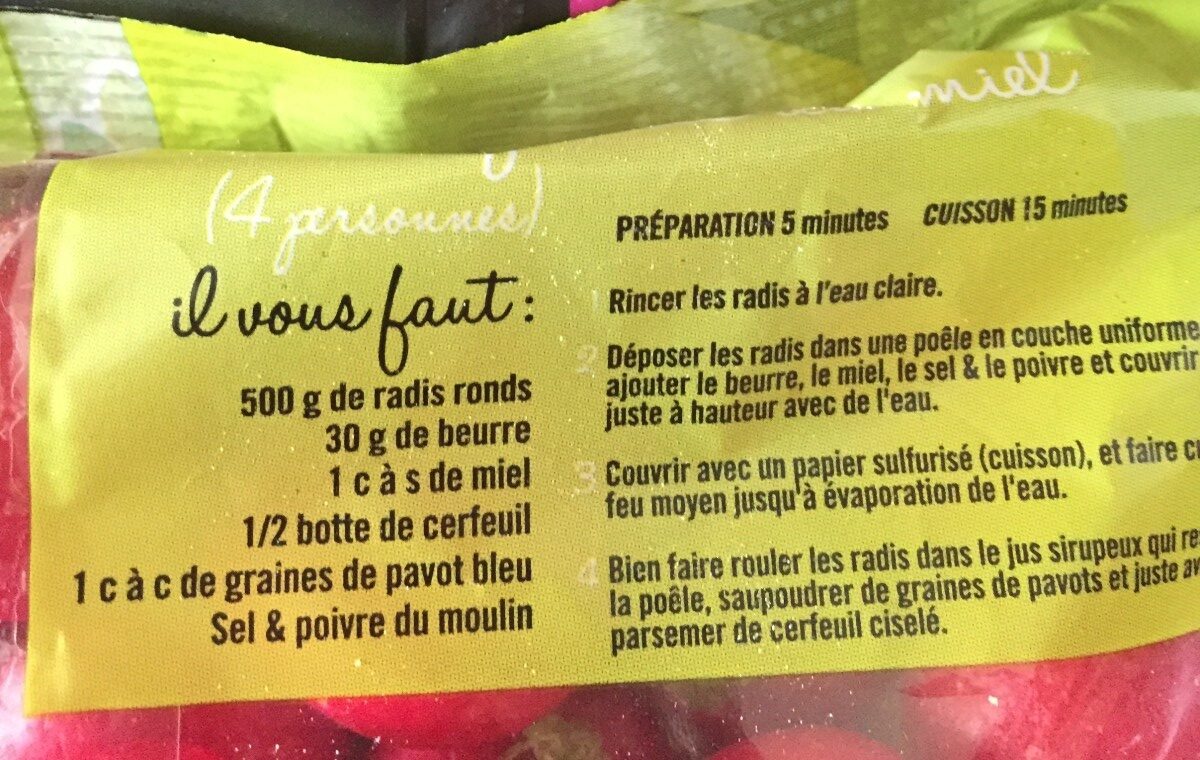 miel
(4 personnes)
il vous faut :
500 g de radis ronds
30 g de beurre
1 c à s de miel
1/2 botte de cerfeuil
1 c à c de graines de pavot bleu
Sel & poivre du moulin
PRÉPARATION 5 minutes CUISSON 15 minutes
1 Rincer les radis à l'eau claire.
2 Déposer les radis dans une poêle en couche uniforme
ajouter le beurre, le miel, le sel & le poivre et couvrir
juste à hauteur avec de l'eau.
3 Couvrir avec un papier sulfurisé (cuisson), et faire
feu moyen jusqu'à évaporation de l'eau.
4 Bien faire rouler les radis dans le jus sirupeux qui
la poêle, saupoudrer de graines de pavots et juste
parsemer de cerfeuil ciselé.